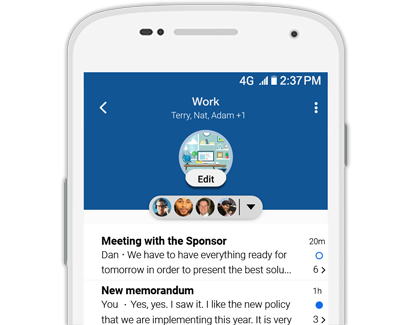 4G 2:37PM
Work
Terry, Nat, Adam +1
Edit
Meeting with the Sponsor 20m
Dan · We have to have everything ready for
tomorrow in order to present the best solu... 6
New memorandum 1h
You · Yes, yes. I saw it. I like the new policy
that we are implementing this year. It is very 3